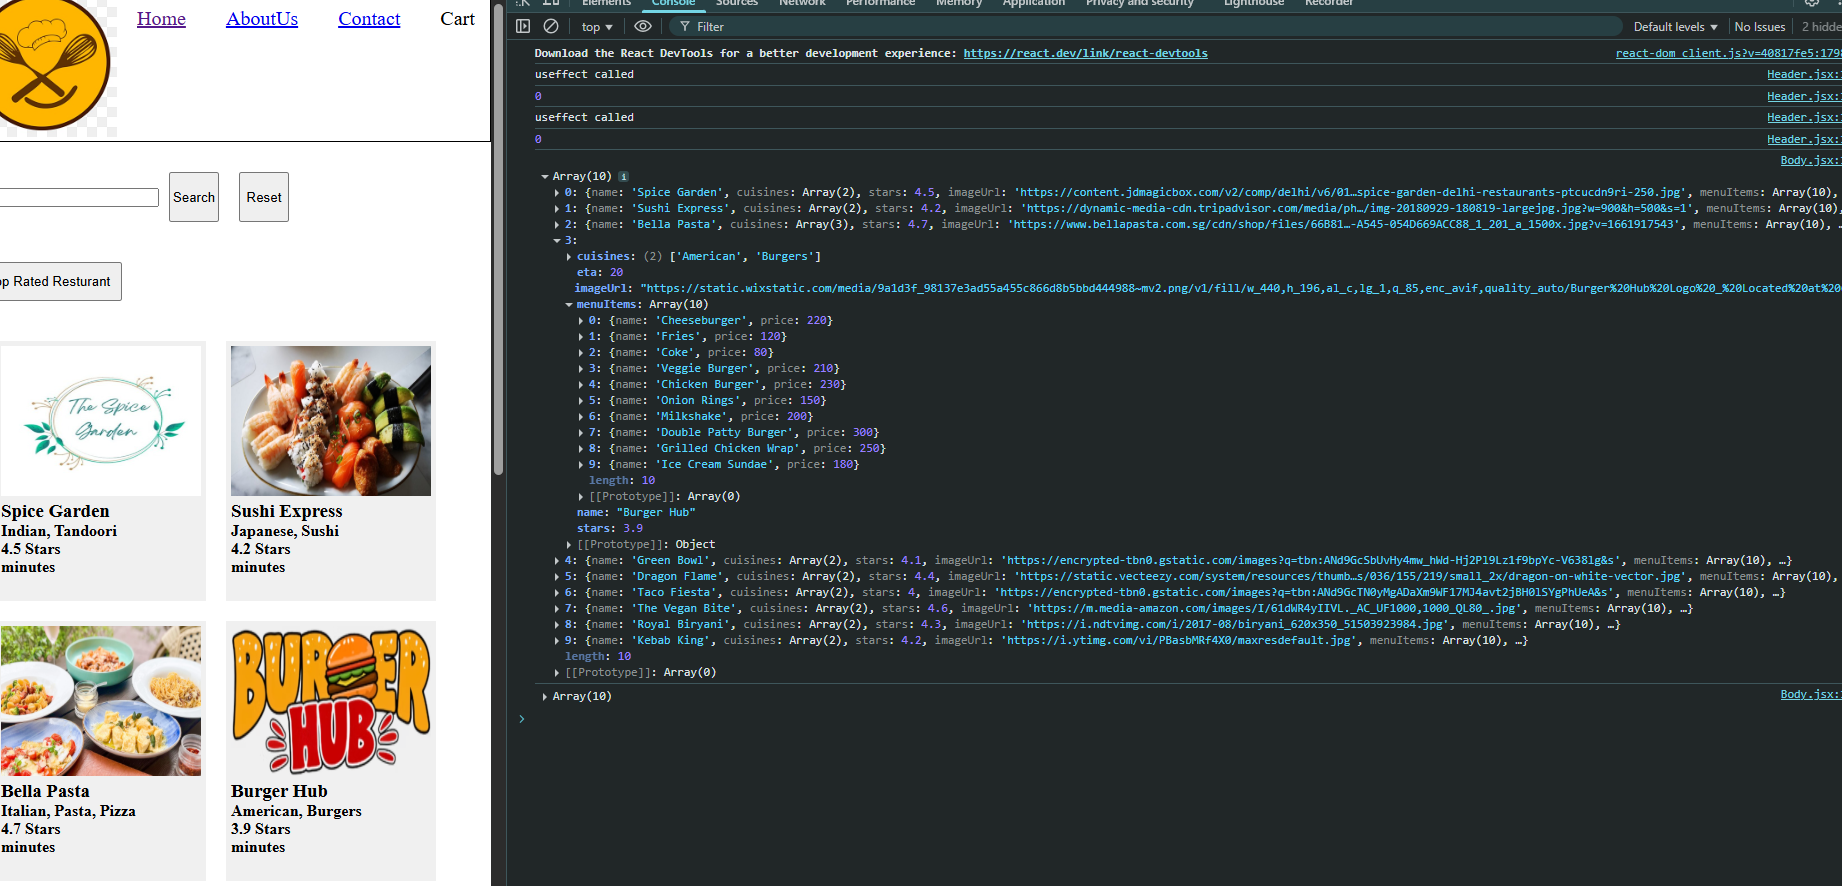 Home AboutUs Contact Cart
Search Reset
Top Rated Resturant
The Spice
Garden
Spice Garden
Indian, Tandoori
4.5 Stars
minutes
Sushi Express
Japanese, Sushi
4.2 Stars
minutes
Bella Pasta
Italian, Pasta, Pizza
4.7 Stars
minutes
BURGER
HUB
Burger Hub
American, Burgers
3.9 Stars
minutes
Elements Console Sources Network Performance Memory Application Privacy and security Lighthouse Recorder
top Filter Default levels No Issues 2 hidde
Download the React DevTools for a better development experience: https://react.dev/link/react-devtools react-dom_client.js?v=40817fe5:179
useffect called Header.jsx:
0 Header.jsx:
useffect called Header.jsx:
0 Header.jsx:
Body.jsx:
Array(10) i
0: {name: 'Spice Garden', cuisines: Array(2), stars: 4.5, imageUrl: 'https://content.jdmagicbox.com/v2/comp/delhi/v6/01…spice-garden-delhi-restaurants-ptcucdn9ri-250.jpg', menuItems: Array(10),
1: {name: 'Sushi Express', cuisines: Array(2), stars: 4.2, imageUrl: 'https://dynamic-media-cdn.tripadvisor.com/media/ph…/img-20180929-180819-largejpg.jpg?w=900&h=500&s=1', menuItems: Array(10),
2: {name: 'Bella Pasta', cuisines: Array(3), stars: 4.7, imageUrl: 'https://www.bellapasta.com.sg/cdn/shop/files/66B81…-A545-054D669ACC88_1_201_a_1500x.jpg?v=1661917543', menuItems: Array(10), …
3:
cuisines: (2) ['American', 'Burgers']
eta: 20
imageUrl: "https://static.wixstatic.com/media/9a1d3f_98137e3ad55a455c866d8b5bbd444988~mv2.png/v1/fill/w_440,h_196,al_c,lg_1,q_85,enc_avif,quality_auto/Burger%20Hub%20Logo%20_%20Located%20at%20
menuItems: Array(10)
0: {name: 'Cheeseburger', price: 220}
1: {name: 'Fries', price: 120}
2: {name: 'Coke', price: 80}
3: {name: 'Veggie Burger', price: 210}
4: {name: 'Chicken Burger', price: 230}
5: {name: 'Onion Rings', price: 150}
6: {name: 'Milkshake', price: 200}
7: {name: 'Double Patty Burger', price: 300}
8: {name: 'Grilled Chicken Wrap', price: 250}
9: {name: 'Ice Cream Sundae', price: 180}
length: 10
[[Prototype]]: Array(0)
name: "Burger Hub"
stars: 3.9
[[Prototype]]: Object
4: {name: 'Green Bowl', cuisines: Array(2), stars: 4.1, imageUrl: 'https://encrypted-tbn0.gstatic.com/images?q=tbn:ANd9GcSbUvHy4mw_hWd-Hj2Pl9Lz1f9bpYc-V638lg&s', menuItems: Array(10), …}
5: {name: 'Dragon Flame', cuisines: Array(2), stars: 4.4, imageUrl: 'https://static.vecteezy.com/system/resources/thumb…s/036/155/219/small_2x/dragon-on-white-vector.jpg', menuItems: Array(10),
6: {name: 'Taco Fiesta', cuisines: Array(2), stars: 4, imageUrl: 'https://encrypted-tbn0.gstatic.com/images?q=tbn:ANd9GcTN0yMgADaXm9WF17MJ4avt2jBH0lSYgPhUeA&s', menuItems: Array(10), …}
7: {name: 'The Vegan Bite', cuisines: Array(2), stars: 4.6, imageUrl: 'https://m.media-amazon.com/images/I/61dWR4yIIVL._AC_UF1000,1000_QL80_.jpg', menuItems: Array(10), …}
8: {name: 'Royal Biryani', cuisines: Array(2), stars: 4.3, imageUrl: 'https://i.ndtvimg.com/i/2017-08/biryani_620x350_51503923984.jpg', menuItems: Array(10), …}
9: {name: 'Kebab King', cuisines: Array(2), stars: 4.2, imageUrl: 'https://i.ytimg.com/vi/PBasbMRf4X0/maxresdefault.jpg', menuItems: Array(10), …}
length: 10
[[Prototype]]: Array(0)
Array(10) Body.jsx: